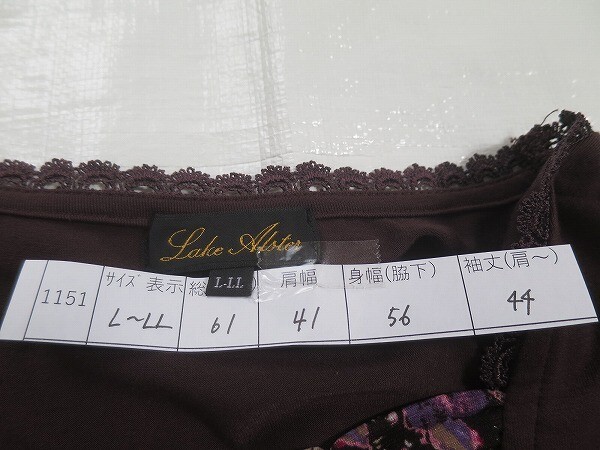 Lake Alster
L-LL
1151 サイズ表示 総 肩幅 身幅(脇下) 袖丈(肩～)
L～LL 61 41 56 44